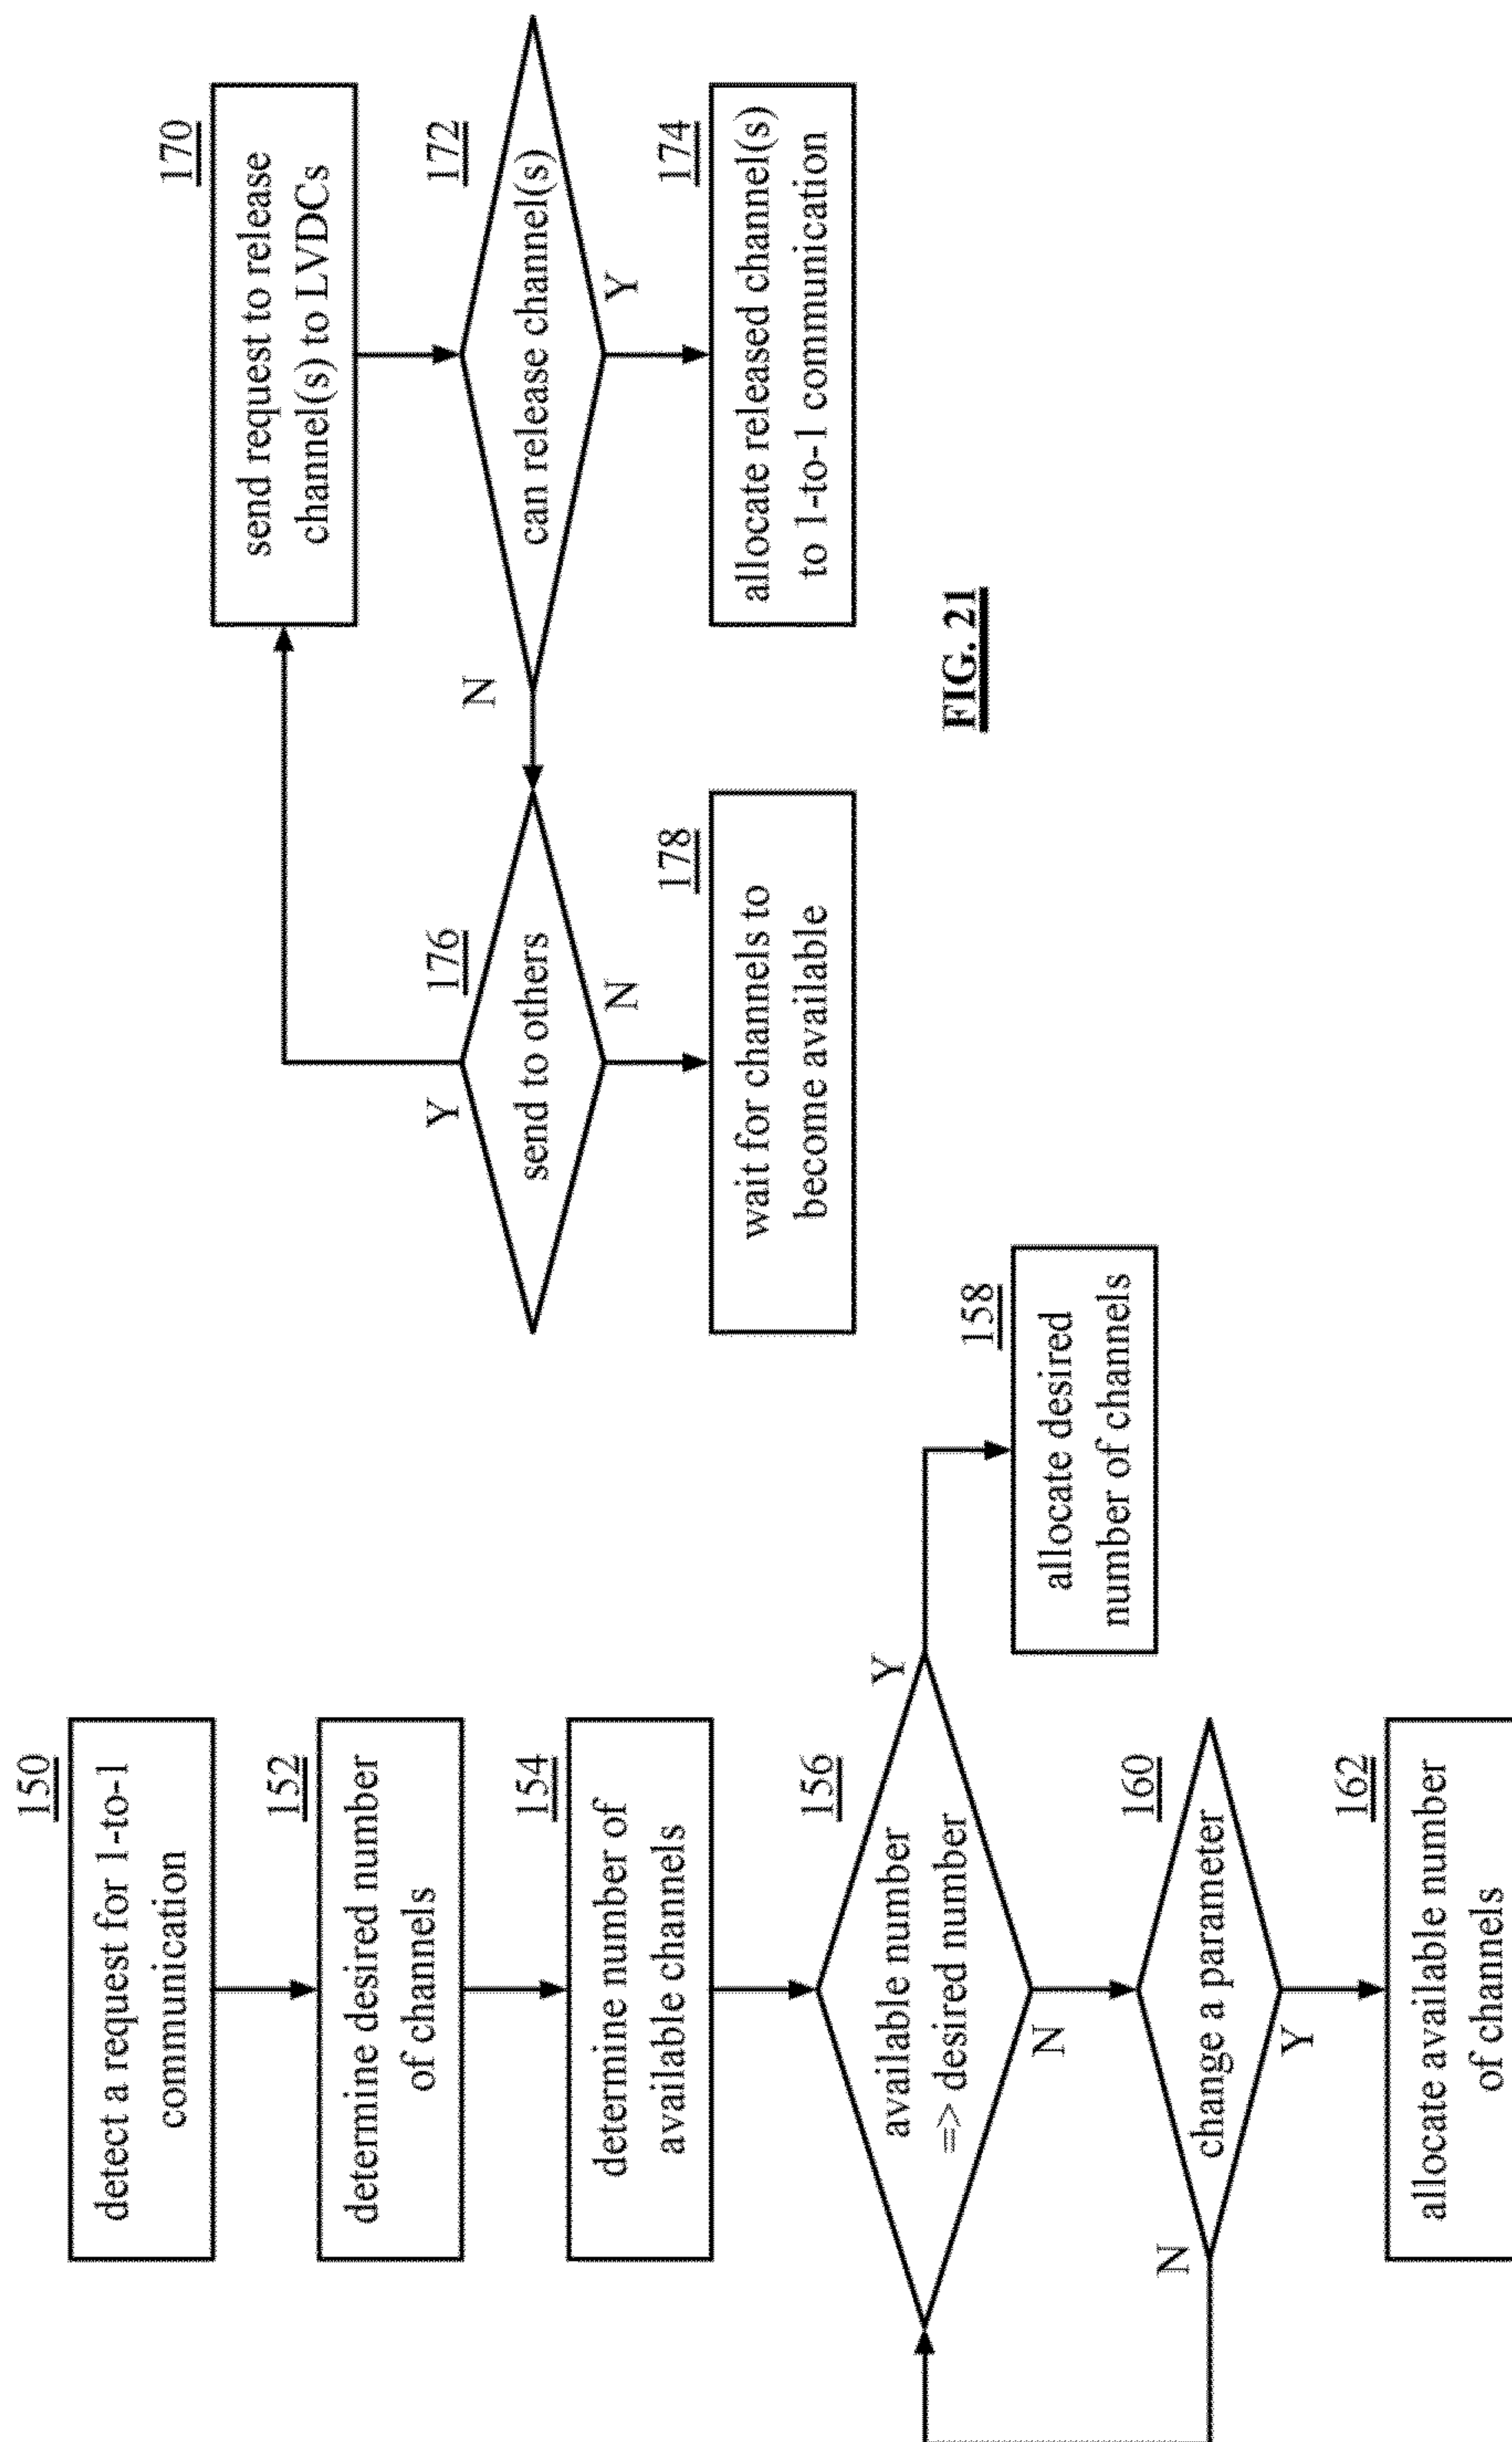 150
detect a request for 1-to-1
communication
152
determine desired number
of channels
154
determine number of
available channels
156
available number
=> desired number
Y
N
158
allocate desired
number of channels
160
change a parameter
N
Y
162
allocate available number
of channels
170
send request to release
channel(s) to LVDCs
172
can release channel(s)
N
Y
174
allocate released channel(s)
to 1-to-1 communication
176
send to others
Y
N
178
wait for channels to
become available
FIG. 21